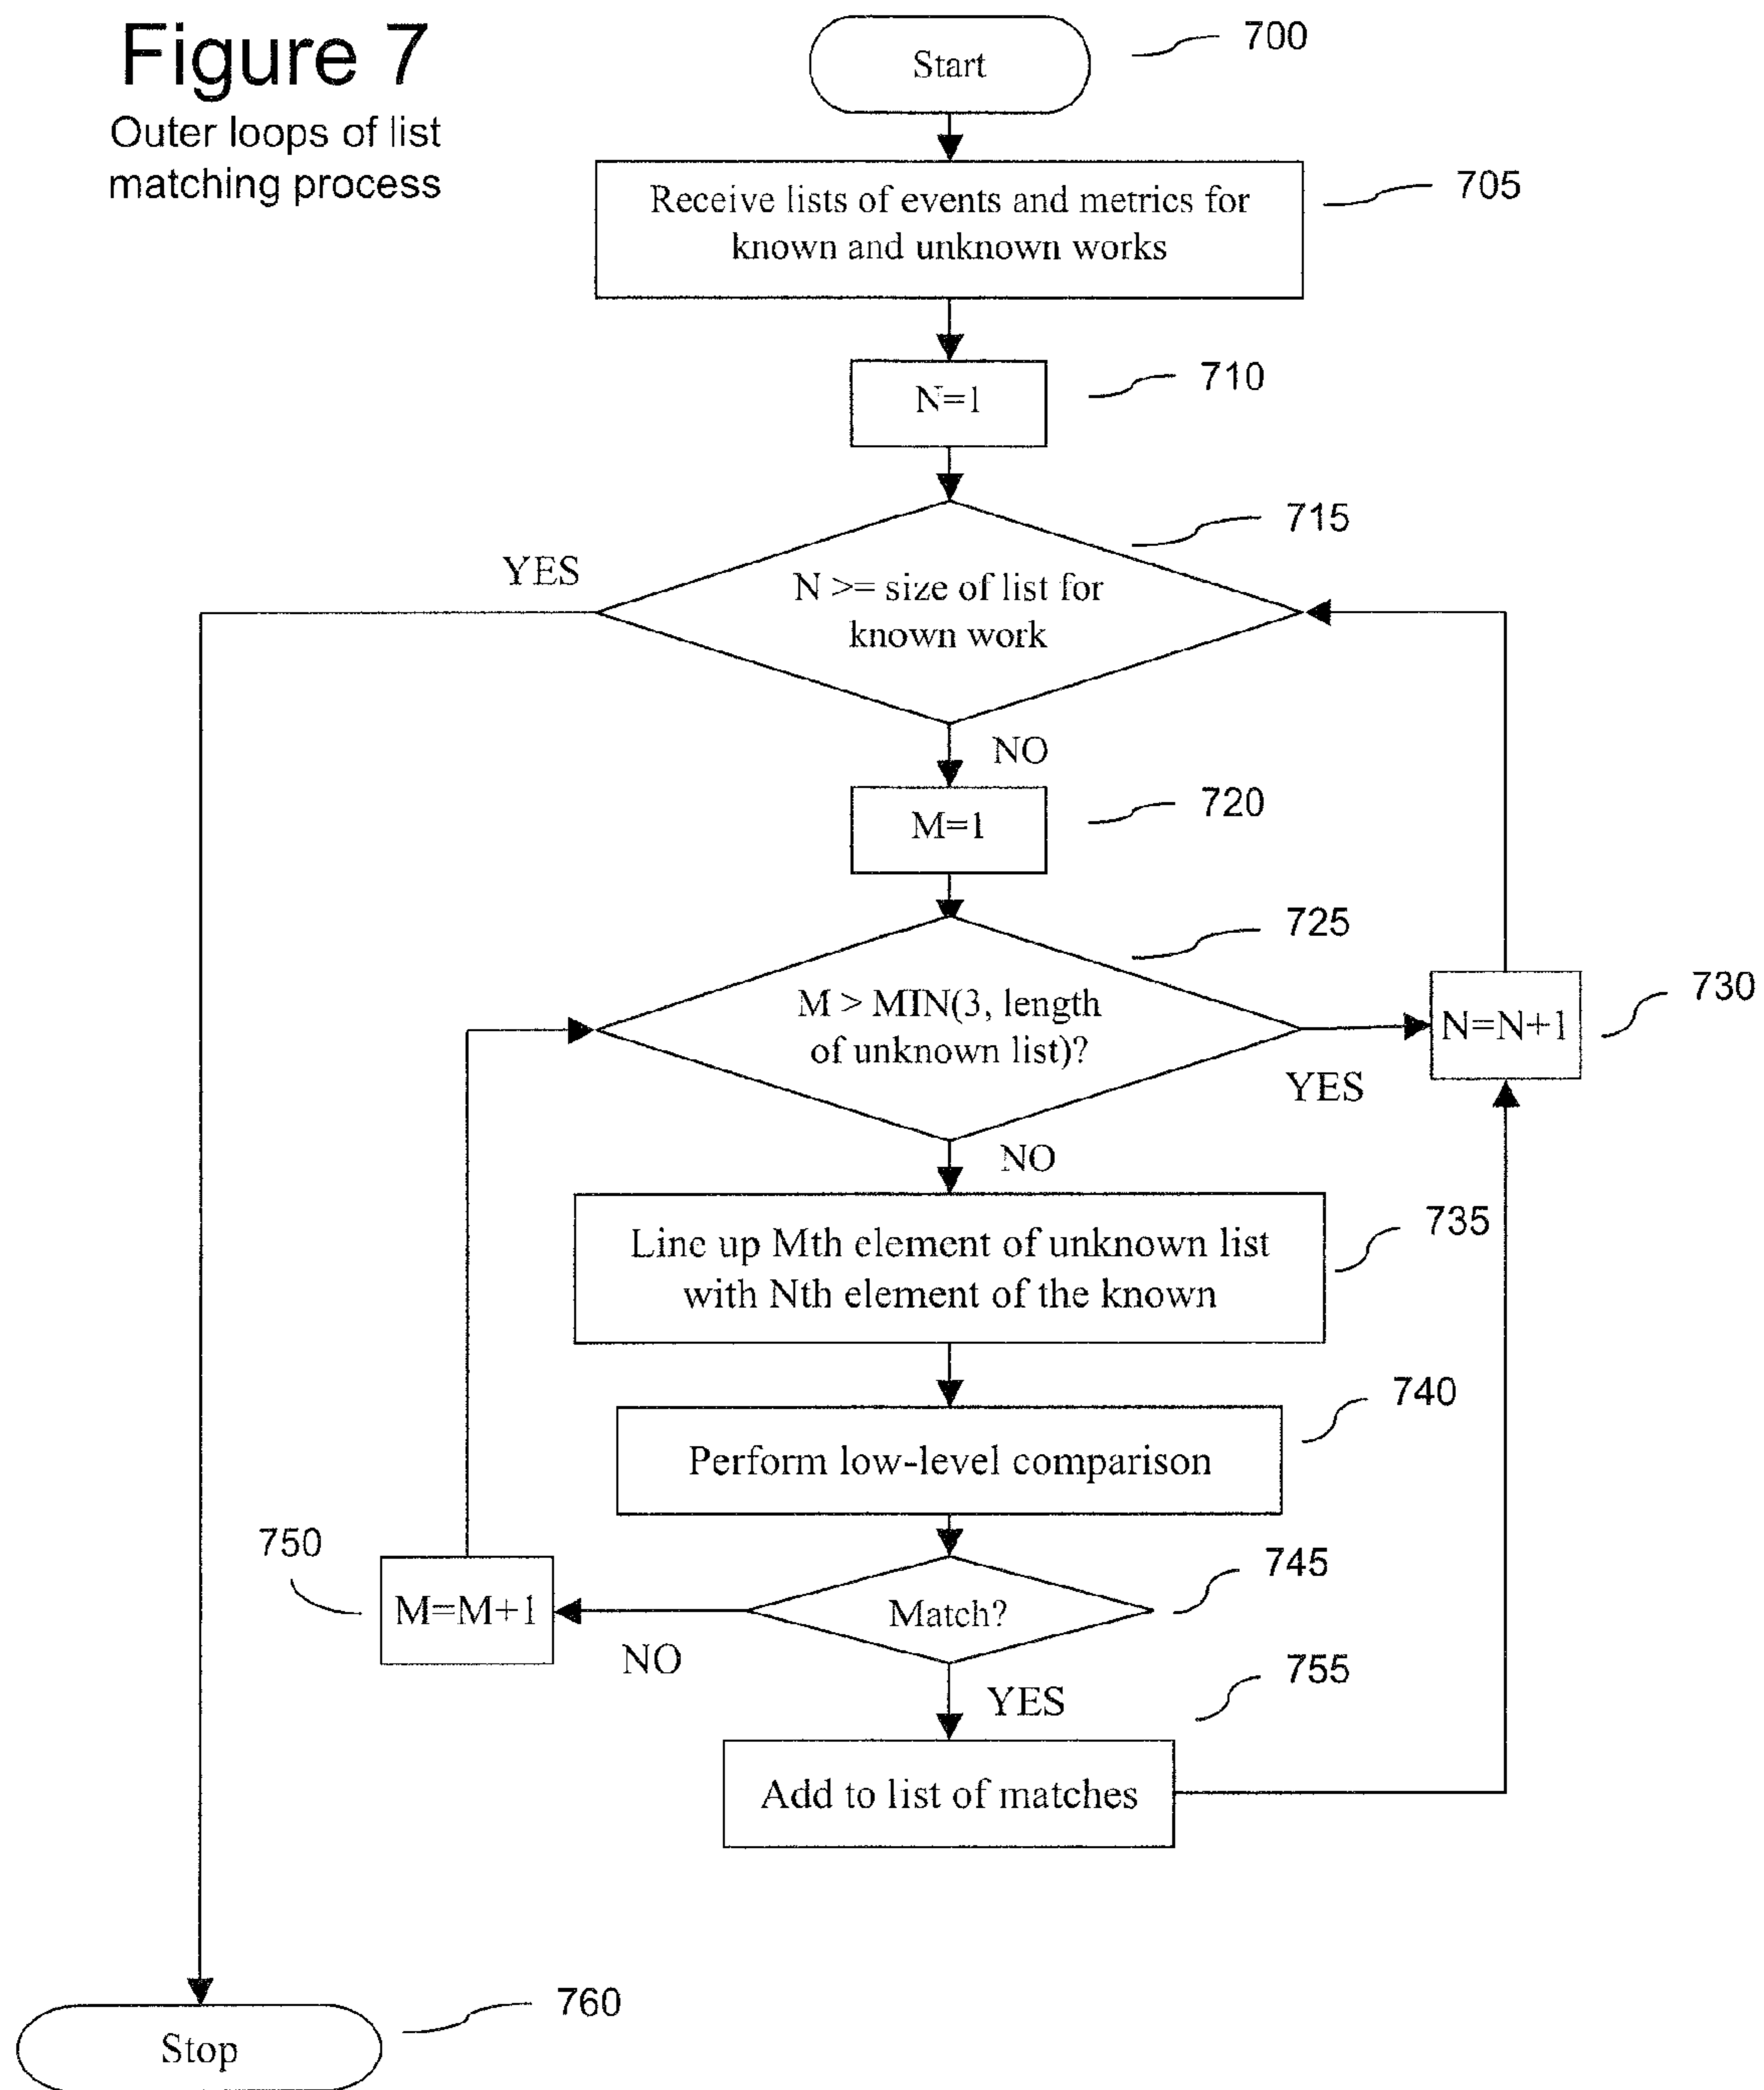 Figure 7
Outer loops of list
matching process
Start
700
Receive lists of events and metrics for
known and unknown works
705
N=1
710
N >= size of list for
known work
715
YES
NO
M=1
720
M > MIN(3, length
of unknown list)?
725
YES
N=N+1
730
NO
Line up Mth element of unknown list
with Nth element of the known
735
Perform low-level comparison
740
Match?
745
NO
M=M+1
750
YES
Add to list of matches
755
Stop
760